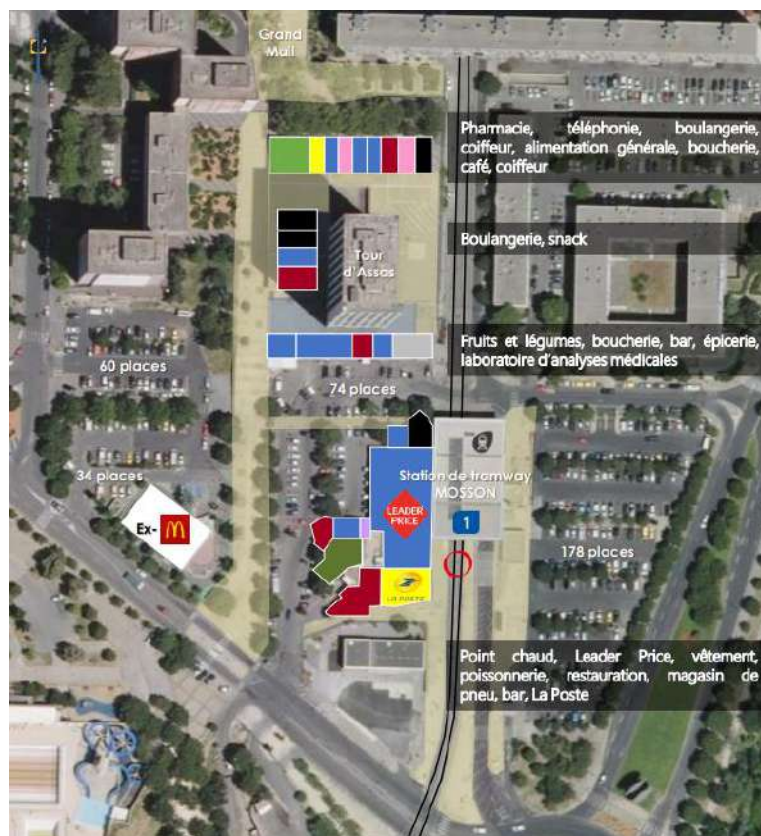 Grand
Mail
Pharmacie, téléphonie, boulangerie,
coiffeur, alimentation générale, boucherie,
café, coiffeur
Boulangerie, snack
Tour
d'Assas
Fruits et légumes, boucherie, bar, épicerie,
laboratoire d'analyses médicales
60 places
74 places
34 places
Station de tramway
MOSSON
LEADER
PRICE
Ex-
1
178 places
LA POSTE
Point chaud, Leader Price, vêtement,
poissonnerie, restauration, magasin de
pneu, bar, La Poste